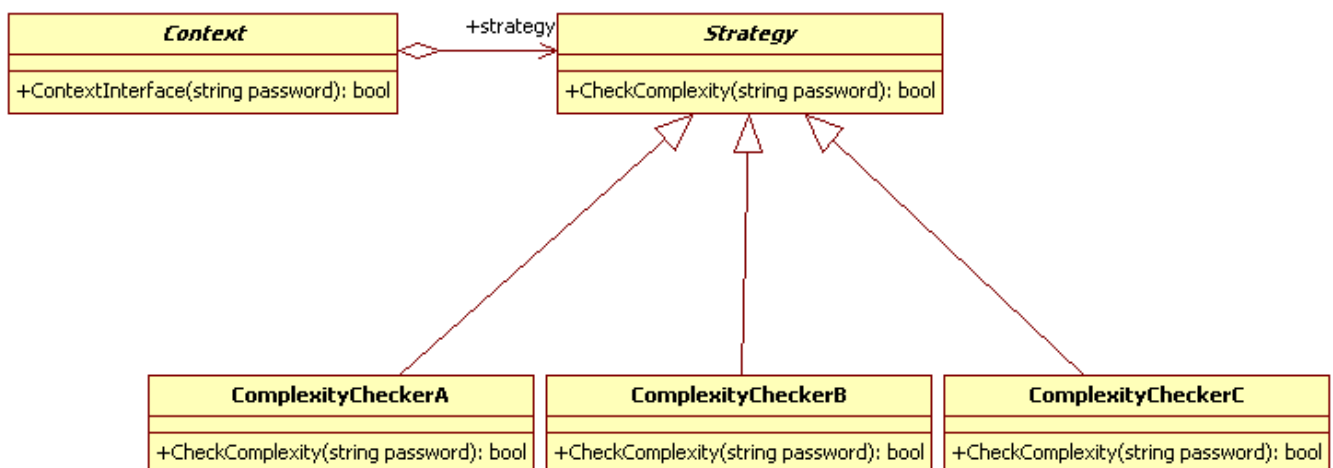 Context
+ContextInterface(string password): bool
+strategy
Strategy
+CheckComplexity(string password): bool
ComplexityCheckerA
+CheckComplexity(string password): bool
ComplexityCheckerB
+CheckComplexity(string password): bool
ComplexityCheckerC
+CheckComplexity(string password): bool